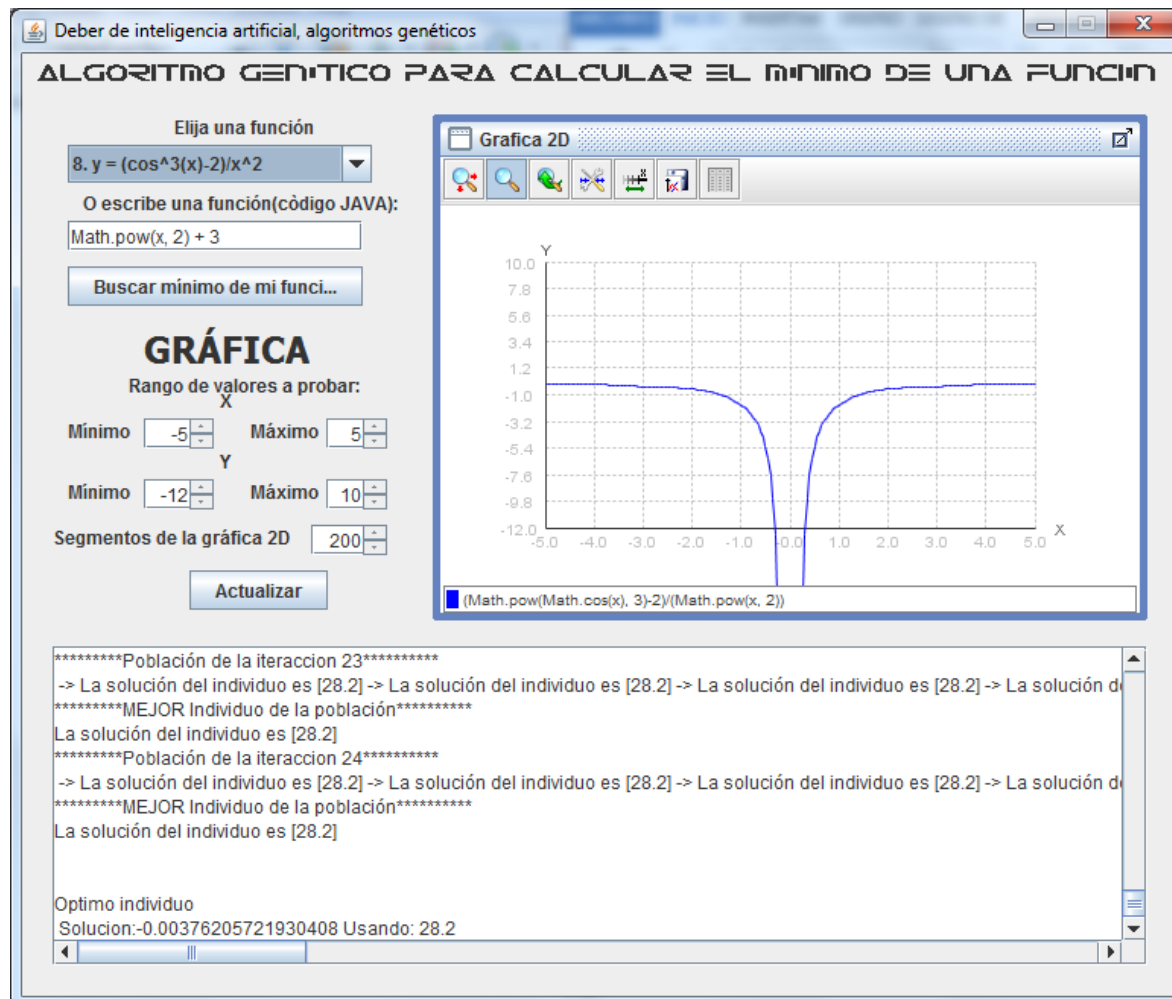 Deber de inteligencia artificial, algoritmos genéticos
ALGORITMO GENıTICO PARA CALCULAR EL MıNIMO DE UNA FUNCIıN
Elija una función
8. y = (cos^3(x)-2)/x^2
O escribe una función(còdigo JAVA):
Math.pow(x, 2) + 3
Buscar mínimo de mi funci...
GRÁFICA
Rango de valores a probar:
X
Mínimo -5 Máximo 5
Y
Mínimo -12 Máximo 10
Segmentos de la gráfica 2D 200
Actualizar
Grafica 2D
Y
10.0
7.8
5.6
3.4
1.2
-1.0
-3.2
-5.4
-7.6
-9.8
-12.0
-5.0 -4.0 -3.0 -2.0 -1.0 -0.0 1.0 2.0 3.0 4.0 5.0 X
(Math.pow(Math.cos(x), 3)-2)/(Math.pow(x, 2))
*********Población de la iteraccion 23**********
-> La solución del individuo es [28.2] -> La solución del individuo es [28.2] -> La solución del individuo es [28.2] -> La solución d
*********MEJOR Individuo de la población**********
La solución del individuo es [28.2]
*********Población de la iteraccion 24**********
-> La solución del individuo es [28.2] -> La solución del individuo es [28.2] -> La solución del individuo es [28.2] -> La solución d
*********MEJOR Individuo de la población**********
La solución del individuo es [28.2]
Optimo individuo
Solucion:-0.00376205721930408 Usando: 28.2